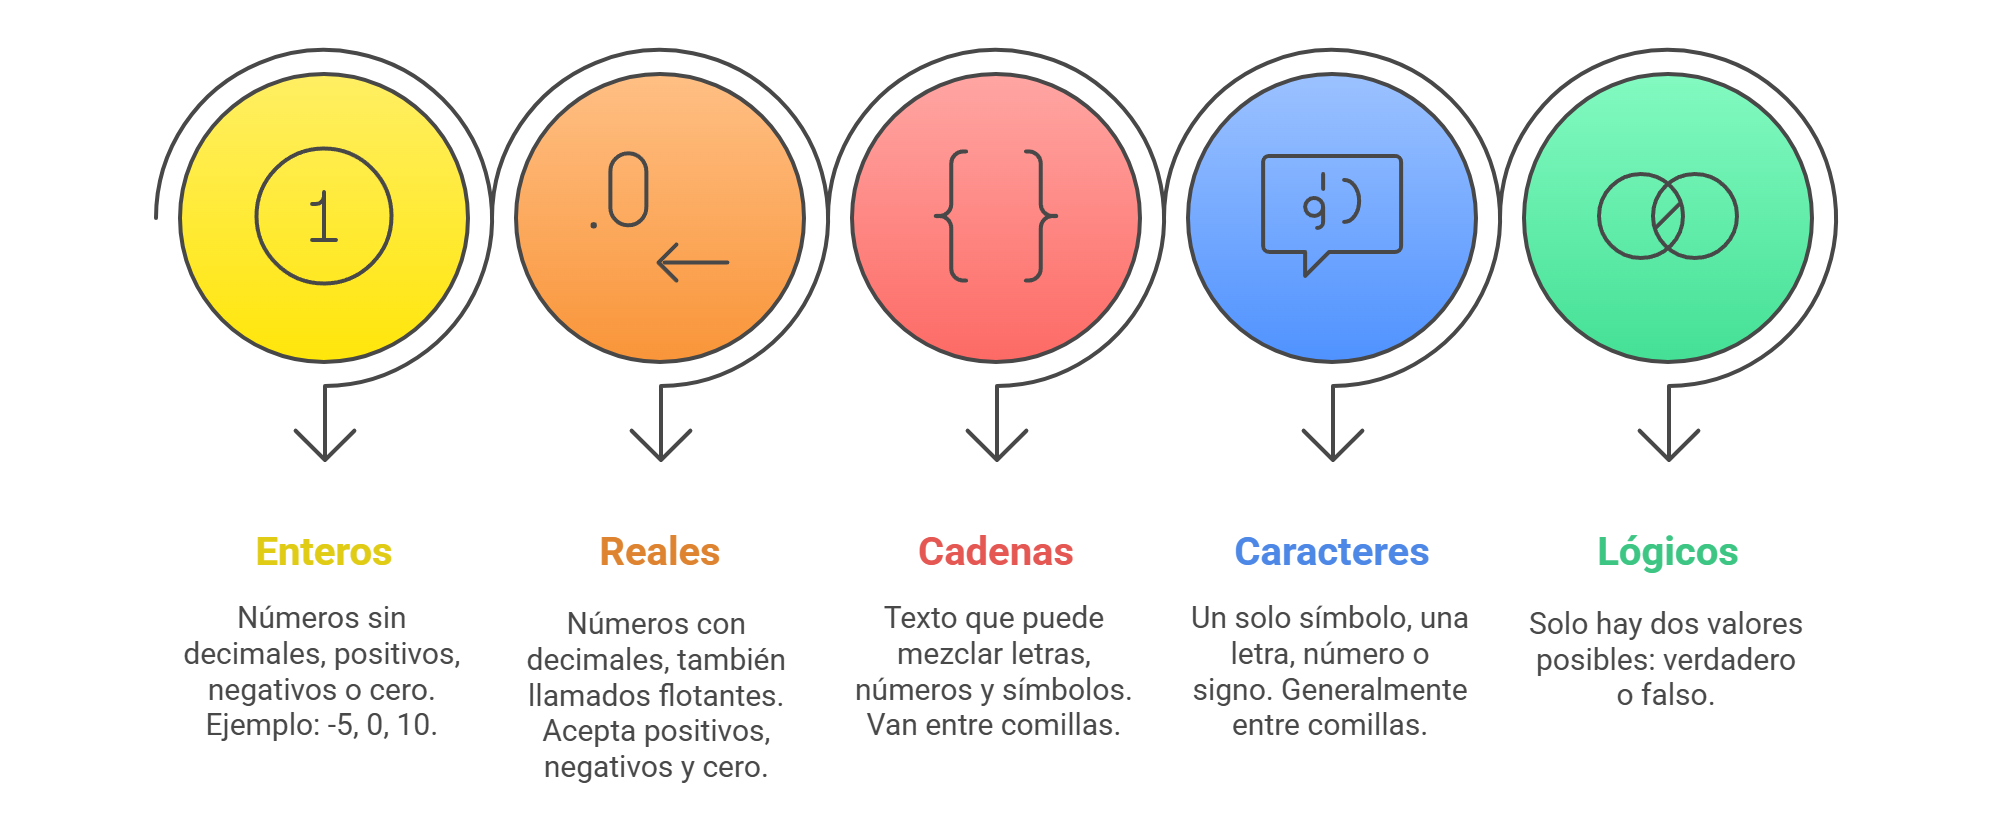 1
.0
{ }
Enteros
Números sin
decimales, positivos,
negativos o cero.
Ejemplo: -5, 0, 10.
Reales
Números con
decimales, también
llamados flotantes.
Acepta positivos,
negativos y cero.
Cadenas
Texto que puede
mezclar letras,
números y símbolos.
Van entre comillas.
Caracteres
Un solo símbolo, una
letra, número o
signo. Generalmente
entre comillas.
Lógicos
Solo hay dos valores
posibles: verdadero
o falso.